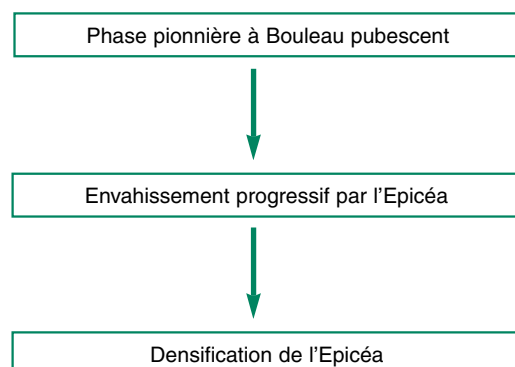 Phase pionnière à Bouleau pubescent
Envahissement progressif par l'Epicéa
Densification de l'Epicéa